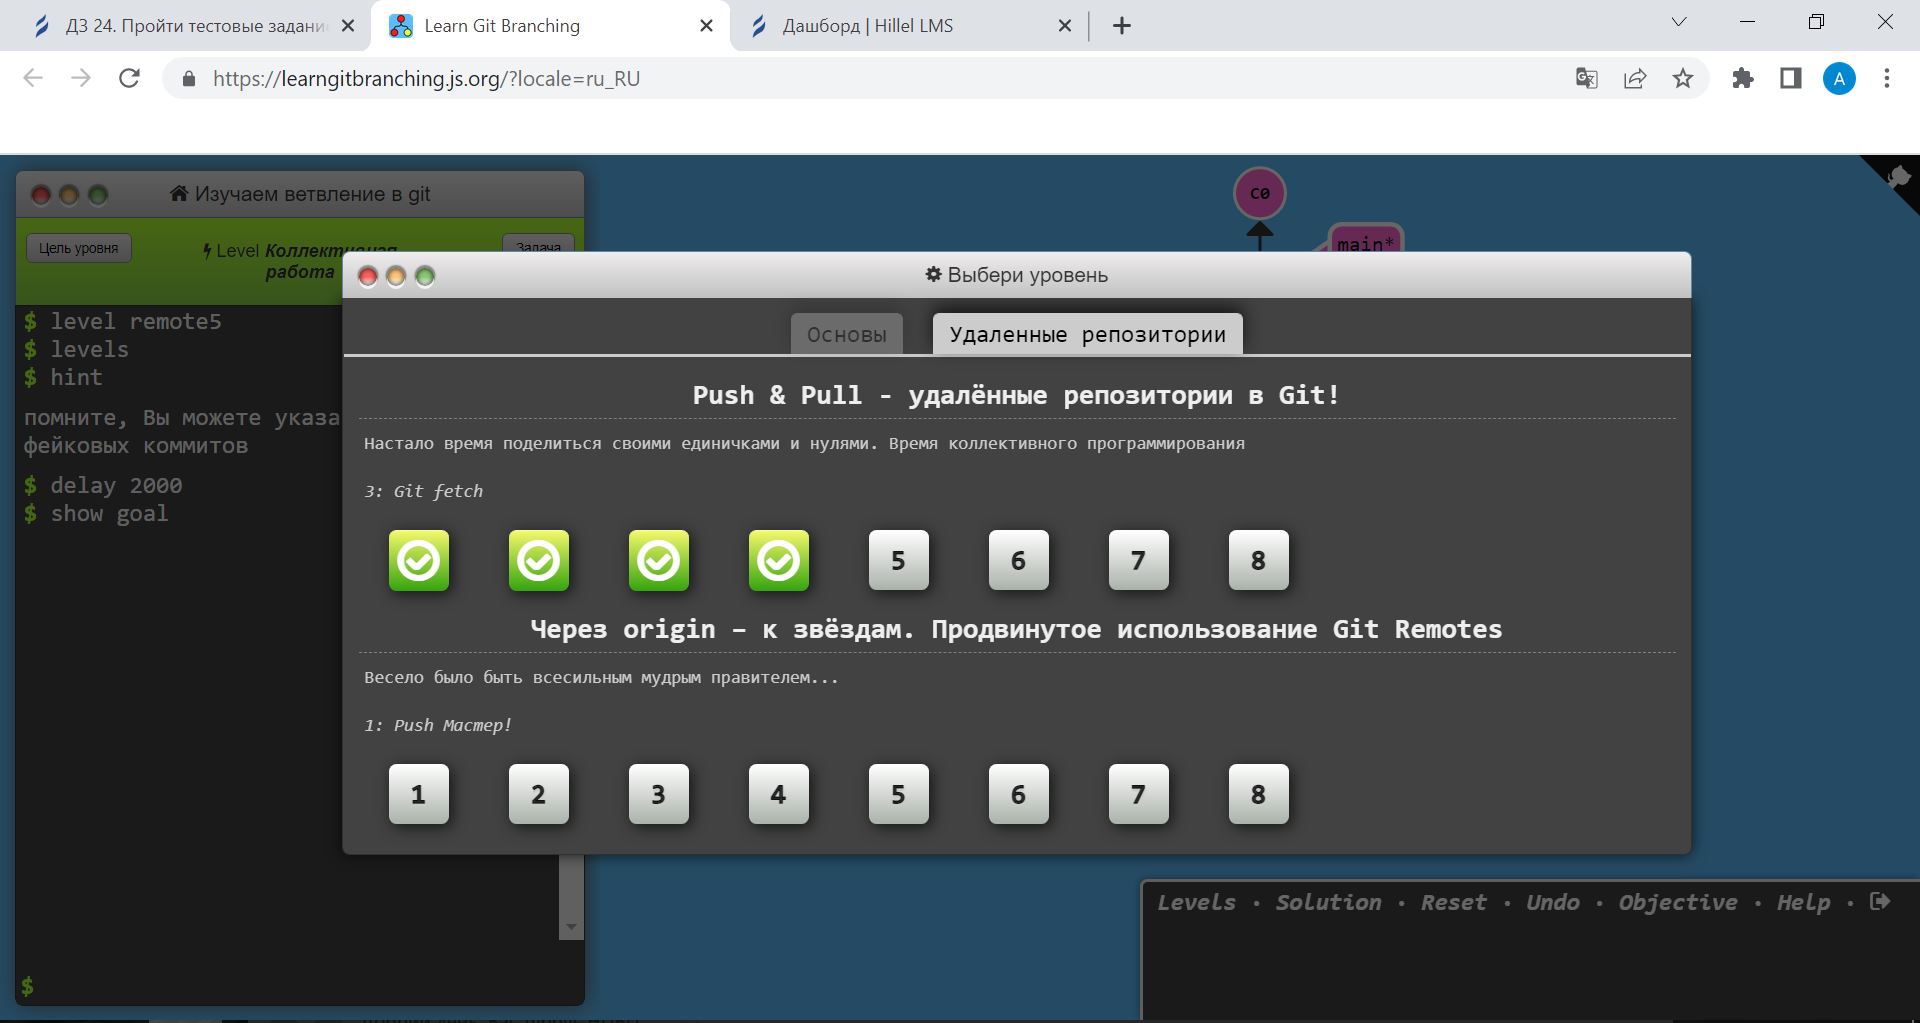 ДЗ 24. Пройти тестовые задани
Learn Git Branching
Дашборд | Hillel LMS
https://learngitbranching.js.org/?locale=ru_RU
A
Изучаем ветвление в git
Цель уровня
Level Коллективная
работа
Задача
$ level remote5
$ levels
$ hint
помните, Вы можете указа
фейковых коммитов
$ delay 2000
$ show goal
$
C0
main*
Выбери уровень
Основы
Удаленные репозитории
Push & Pull - удалённые репозитории в Git!
Настало время поделиться своими единичками и нулями. Время коллективного программирования
3: Git fetch
5 6 7 8
Через origin – к звёздам. Продвинутое использование Git Remotes
Весело было быть всесильным мудрым правителем...
1: Push Мастер!
1 2 3 4 5 6 7 8
Levels • Solution • Reset • Undo • Objective • Help •